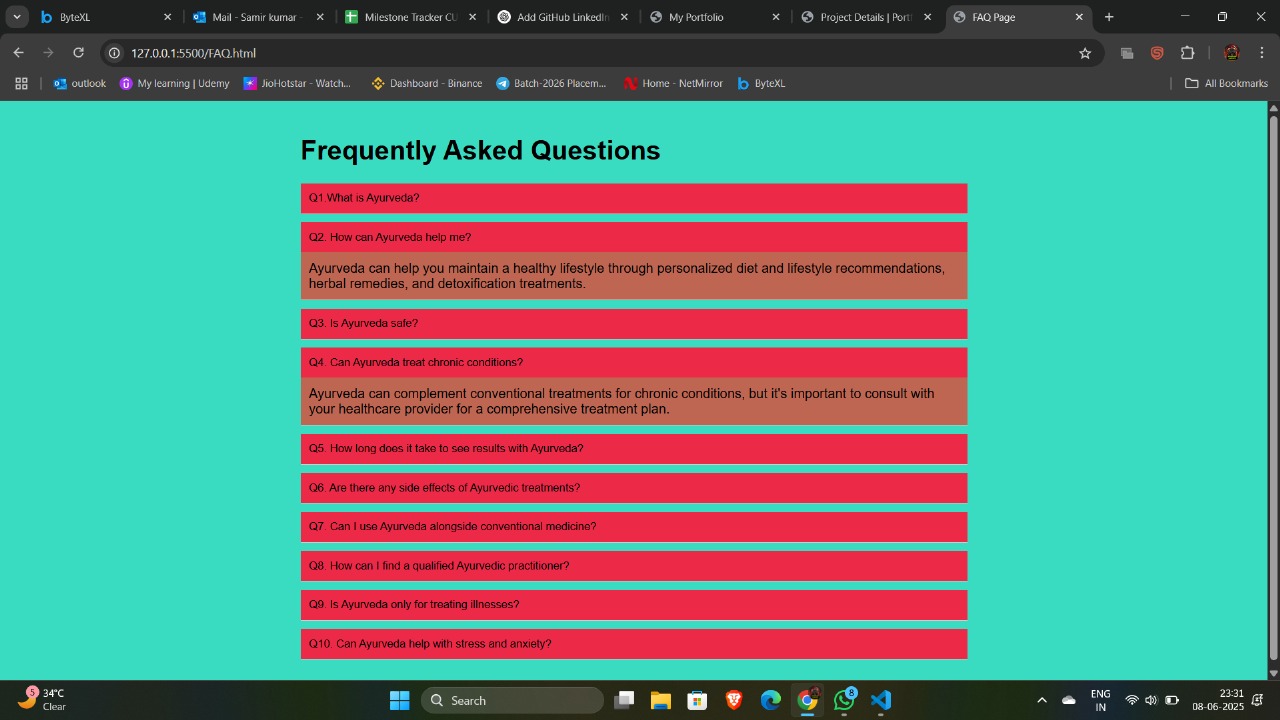 ByteXL
Mail - Samir kumar -
Milestone Tracker CU
Add GitHub LinkedIn
My Portfolio
Project Details | Portf
FAQ Page
127.0.0.1:5500/FAQ.html
outlook
My learning | Udemy
JioHotstar - Watch...
Dashboard - Binance
Batch-2026 Placem...
Home - NetMirror
ByteXL
All Bookmarks
Frequently Asked Questions
Q1.What is Ayurveda?
Q2. How can Ayurveda help me?
Ayurveda can help you maintain a healthy lifestyle through personalized diet and lifestyle recommendations,
herbal remedies, and detoxification treatments.
Q3. Is Ayurveda safe?
Q4. Can Ayurveda treat chronic conditions?
Ayurveda can complement conventional treatments for chronic conditions, but it's important to consult with
your healthcare provider for a comprehensive treatment plan.
Q5. How long does it take to see results with Ayurveda?
Q6. Are there any side effects of Ayurvedic treatments?
Q7. Can I use Ayurveda alongside conventional medicine?
Q8. How can I find a qualified Ayurvedic practitioner?
Q9. Is Ayurveda only for treating illnesses?
Q10. Can Ayurveda help with stress and anxiety?
5
34°C
Clear
Search
8
ENG
IN
23:31
08-06-2025